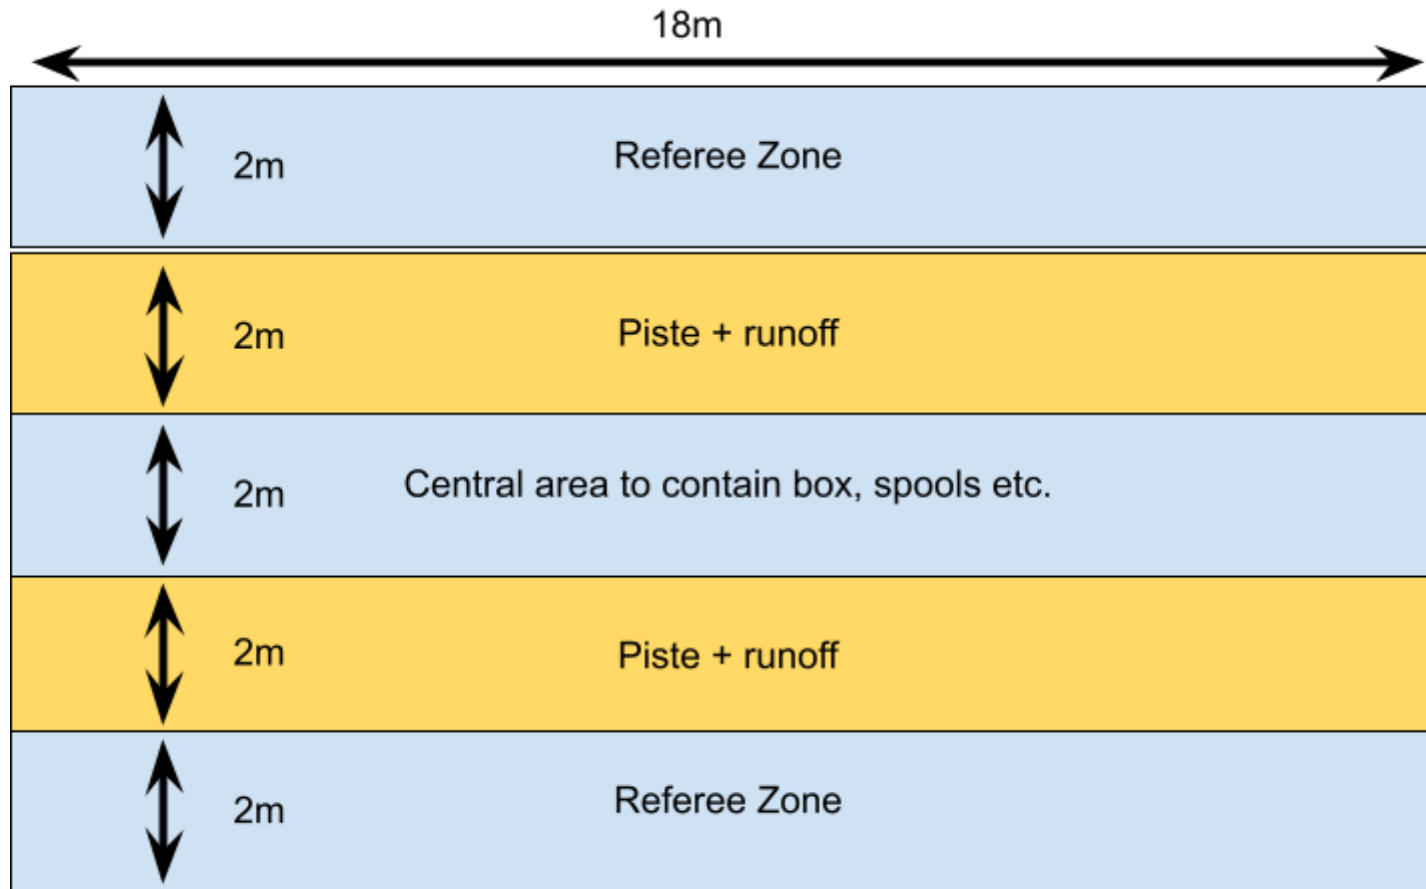 18m
2m
Referee Zone
2m
Piste + runoff
2m
Central area to contain box, spools etc.
2m
Piste + runoff
2m
Referee Zone